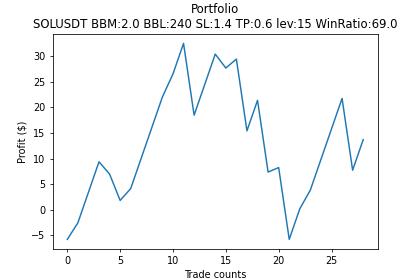 Portfolio
SOLUSDT BBM:2.0 BBL:240 SL:1.4 TP:0.6 lev:15 WinRatio:69.0
30
25
20
15
10
5
0
−5
Profit ($)
0 5 10 15 20 25
Trade counts